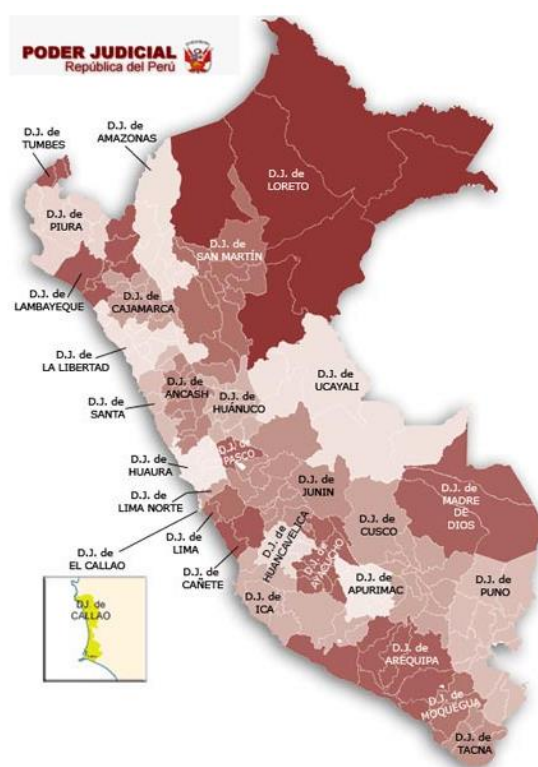 PODER JUDICIAL
República del Perú
D.J. de
AMAZONAS
D.J. de
TUMBES
D.J. de
LORETO
D.J. de
PIURA
D.J. de
SAN MARTÍN
D.J. de
LAMBAYEQUE
D.J. de
CAJAMARCA
D.J. de
LA LIBERTAD
D.J. de
UCAYALI
D.J. de
ANCASH
D.J. de
HUÁNUCO
D.J. de
SANTA
D.J. de
PASCO
D.J. de
HUAURA
D.J. de
JUNIN
D.J. de
MADRE
DE
DIOS
D.J. de
LIMA NORTE
D.J. de
CUSCO
D.J. de
LIMA
D.J. de
HUANCAVELICA
D.J. de
AYACUCHO
D.J. de
EL CALLAO
D.J. de
CAÑETE
D.J. de
APURIMAC
D.J. de
PUNO
D.J. de
ICA
DJ. de
CALLAO
D.J. de
AREQUIPA
D.J. de
MOQUEGUA
D.J. de
TACNA